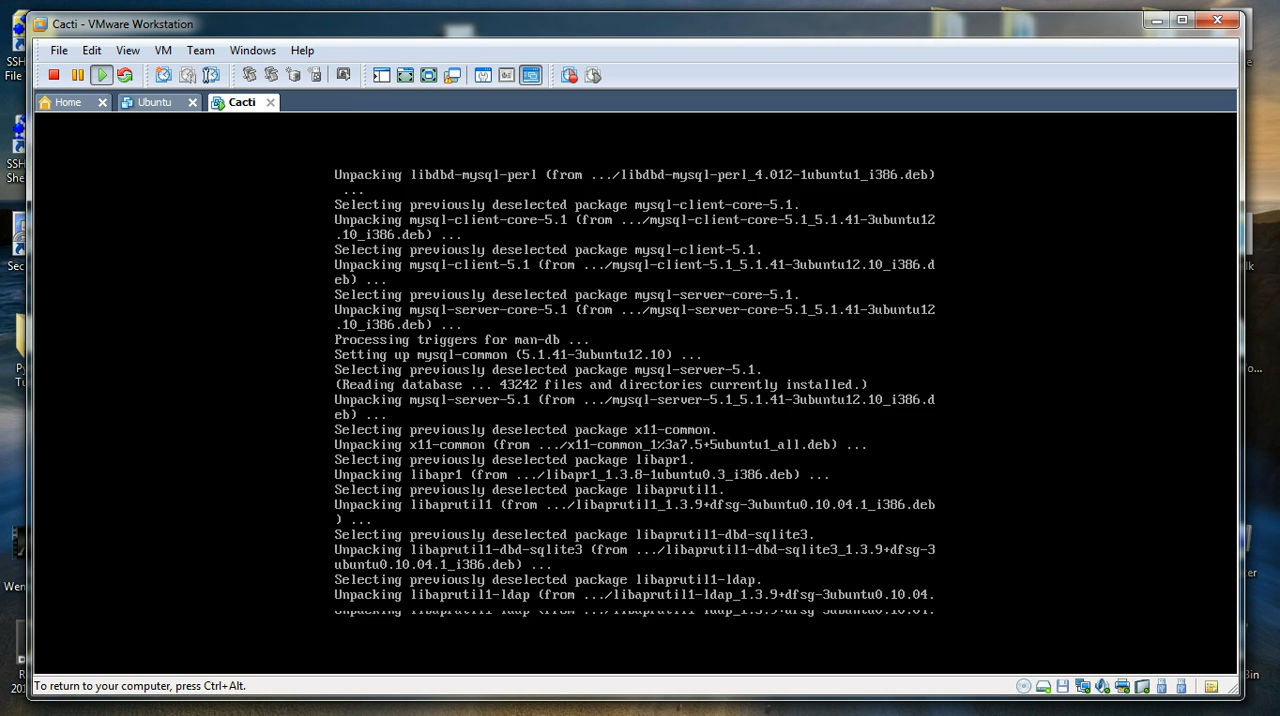 Cacti - VMware Workstation
File Edit View VM Team Windows Help
Home Ubuntu Cacti
Unpacking libdbd-mysql-perl (from .../libdbd-mysql-perl_4.012-1ubuntu1_i386.deb)
...
Selecting previously deselected package mysql-client-core-5.1.
Unpacking mysql-client-core-5.1 (from .../mysql-client-core-5.1_5.1.41-3ubuntu12
.10_i386.deb) ...
Selecting previously deselected package mysql-client-5.1.
Unpacking mysql-client-5.1 (from .../mysql-client-5.1_5.1.41-3ubuntu12.10_i386.d
eb) ...
Selecting previously deselected package mysql-server-core-5.1.
Unpacking mysql-server-core-5.1 (from .../mysql-server-core-5.1_5.1.41-3ubuntu12
.10_i386.deb) ...
Processing triggers for man-db ...
Setting up mysql-common (5.1.41-3ubuntu12.10) ...
Selecting previously deselected package mysql-server-5.1.
(Reading database ... 43242 files and directories currently installed.)
Unpacking mysql-server-5.1 (from .../mysql-server-5.1_5.1.41-3ubuntu12.10_i386.d
eb) ...
Selecting previously deselected package x11-common.
Unpacking x11-common (from .../x11-common_1%3a7.5+5ubuntu1_all.deb) ...
Selecting previously deselected package libapr1.
Unpacking libapr1 (from .../libapr1_1.3.8-1ubuntu0.3_i386.deb) ...
Selecting previously deselected package libaprutil1.
Unpacking libaprutil1 (from .../libaprutil1_1.3.9+dfsg-3ubuntu0.10.04.1_i386.deb
) ...
Selecting previously deselected package libaprutil1-dbd-sqlite3.
Unpacking libaprutil1-dbd-sqlite3 (from .../libaprutil1-dbd-sqlite3_1.3.9+dfsg-3
ubuntu0.10.04.1_i386.deb) ...
Selecting previously deselected package libaprutil1-ldap.
Unpacking libaprutil1-ldap (from .../libaprutil1-ldap_1.3.9+dfsg-3ubuntu0.10.04.
To return to your computer, press Ctrl+Alt.
SSH
File
SSH
She
Sec
Py
Tu
Wen
R
201
lk
o...
er
Bin